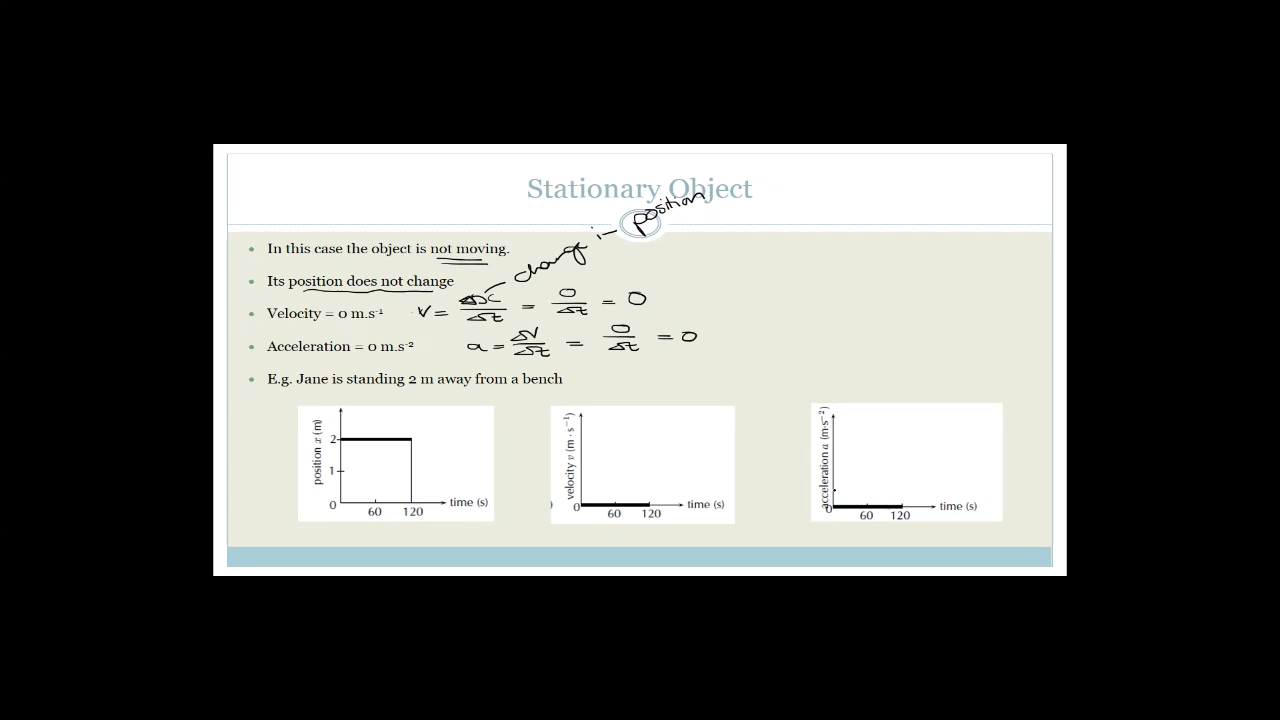 Stationary Object
In this case the object is not moving.
change in position
Its position does not change
Velocity = 0 m.s⁻¹ v = Δx/Δt = 0/Δt = 0
Acceleration = 0 m.s⁻² a = Δv/Δt = 0/Δt = 0
E.g. Jane is standing 2 m away from a bench
position x (m)
2
1
0
60 120
time (s)
velocity v (m · s⁻¹)
0
60 120
time (s)
acceleration a (m·s⁻²)
0
60 120
time (s)